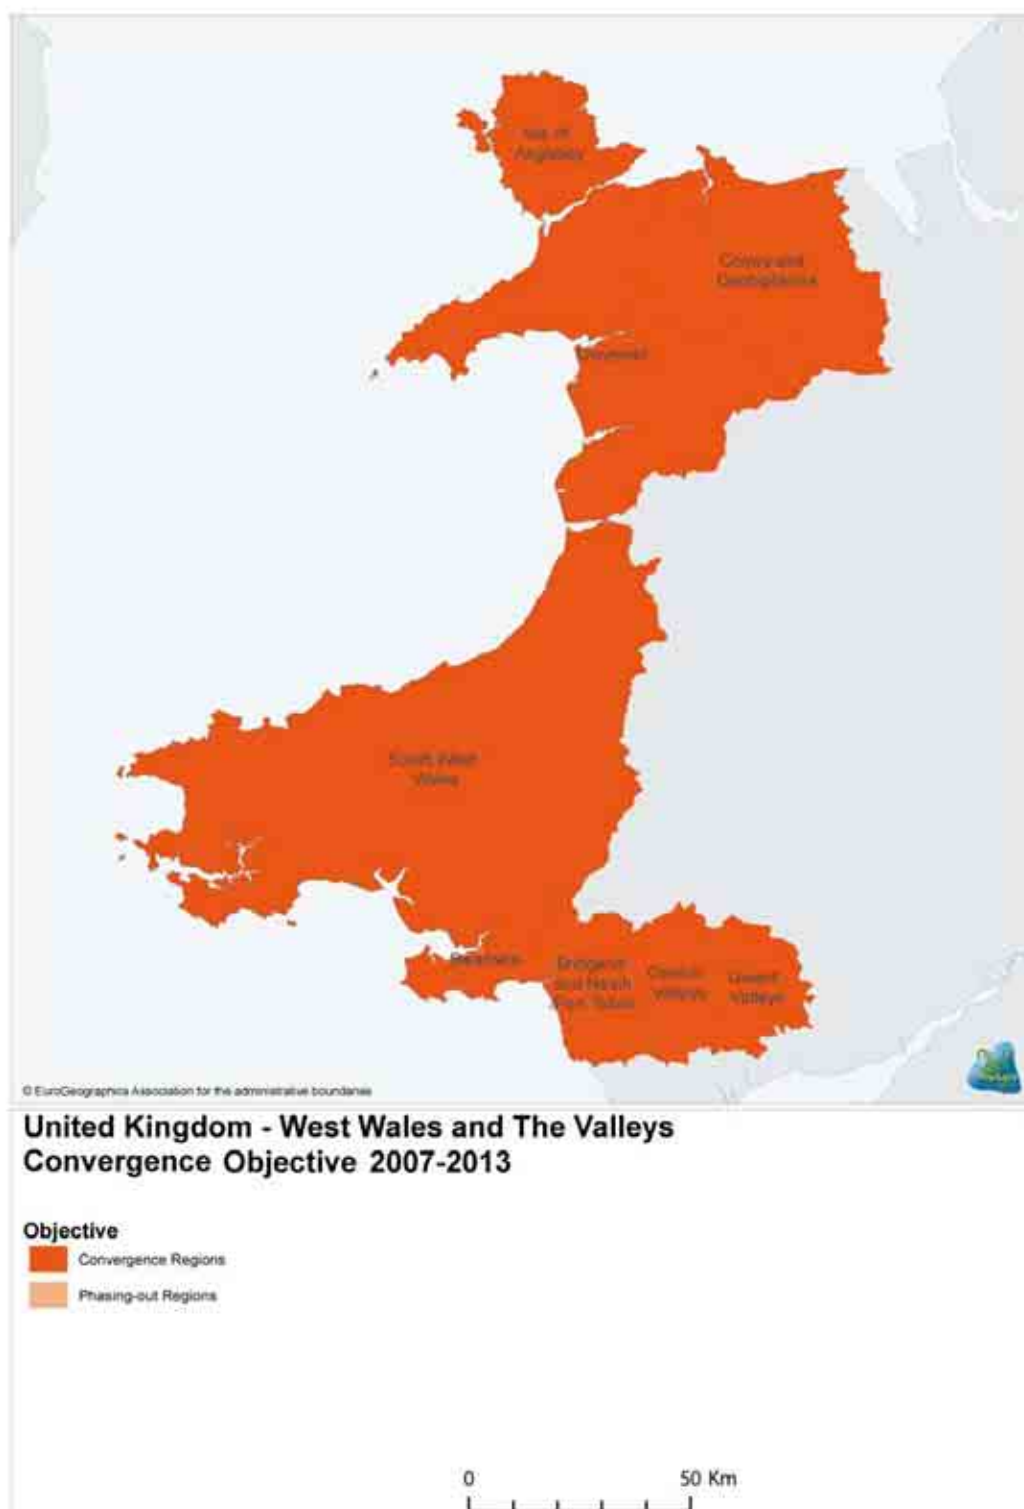 Isle of
Anglesey
Conwy and
Denbighshire
Gwynedd
South West
Wales
Swansea
Bridgend
and Neath
Port Talbot
Central
Valleys
Gwent
Valleys
© EuroGeographics Association for the administrative boundaries
United Kingdom - West Wales and The Valleys
Convergence Objective 2007-2013
Objective
Convergence Regions
Phasing-out Regions
0 50 Km